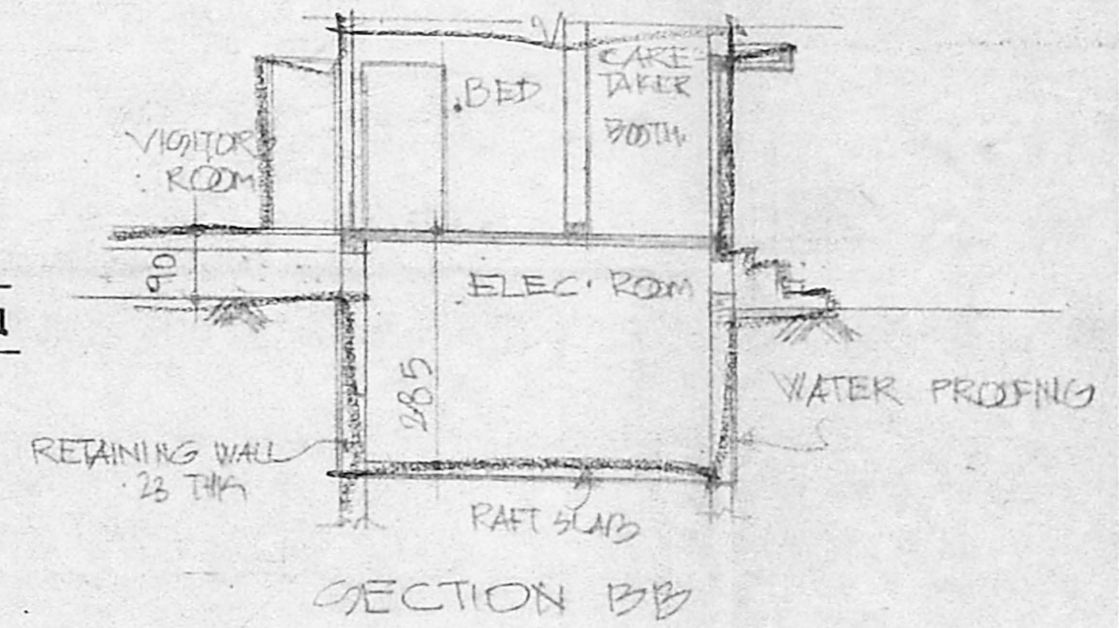 CARE-
TAKER
BOOTH.
.BED
VISITORS
ROOM
90
ELEC. ROOM
285
WATER PROOFING
RETAINING WALL
23 THK
RAFT SLAB
SECTION BB